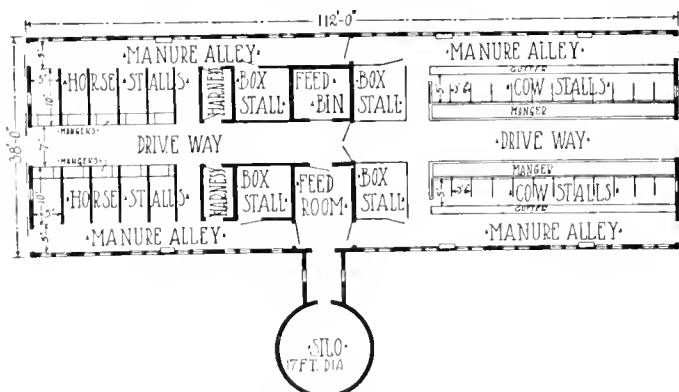 112'-0"
·MANURE ALLEY·
·MANURE ALLEY·
GUTTER
·HORSE·STALLS·
HARNESS
BOX
STALL·
FEED
·BIN
BOX
STALL·
·COW STALLS·
MANGER
MANGERS
DRIVE WAY
·DRIVE WAY·
38'-0"
MANGERS
MANGER
·HORSE·STALLS·
HARNESS
BOX
STALL
·FEED·
ROOM·
BOX
STALL
·COW STALLS·
GUTTER
·MANURE ALLEY·
·MANURE ALLEY·
·SILO·
17 FT. DIA